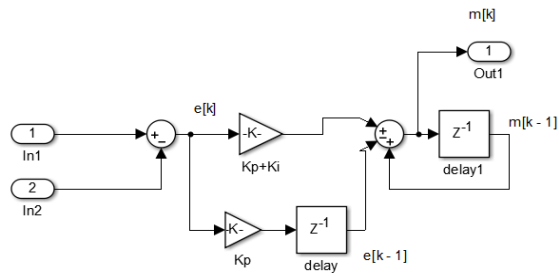 m[k]
1
Out1
e[k]
1
In1
+
−
-K-
Kp+Ki
+
−
+
Z-1
m[k - 1]
delay1
2
In2
-K-
Kp
Z-1
delay
e[k - 1]